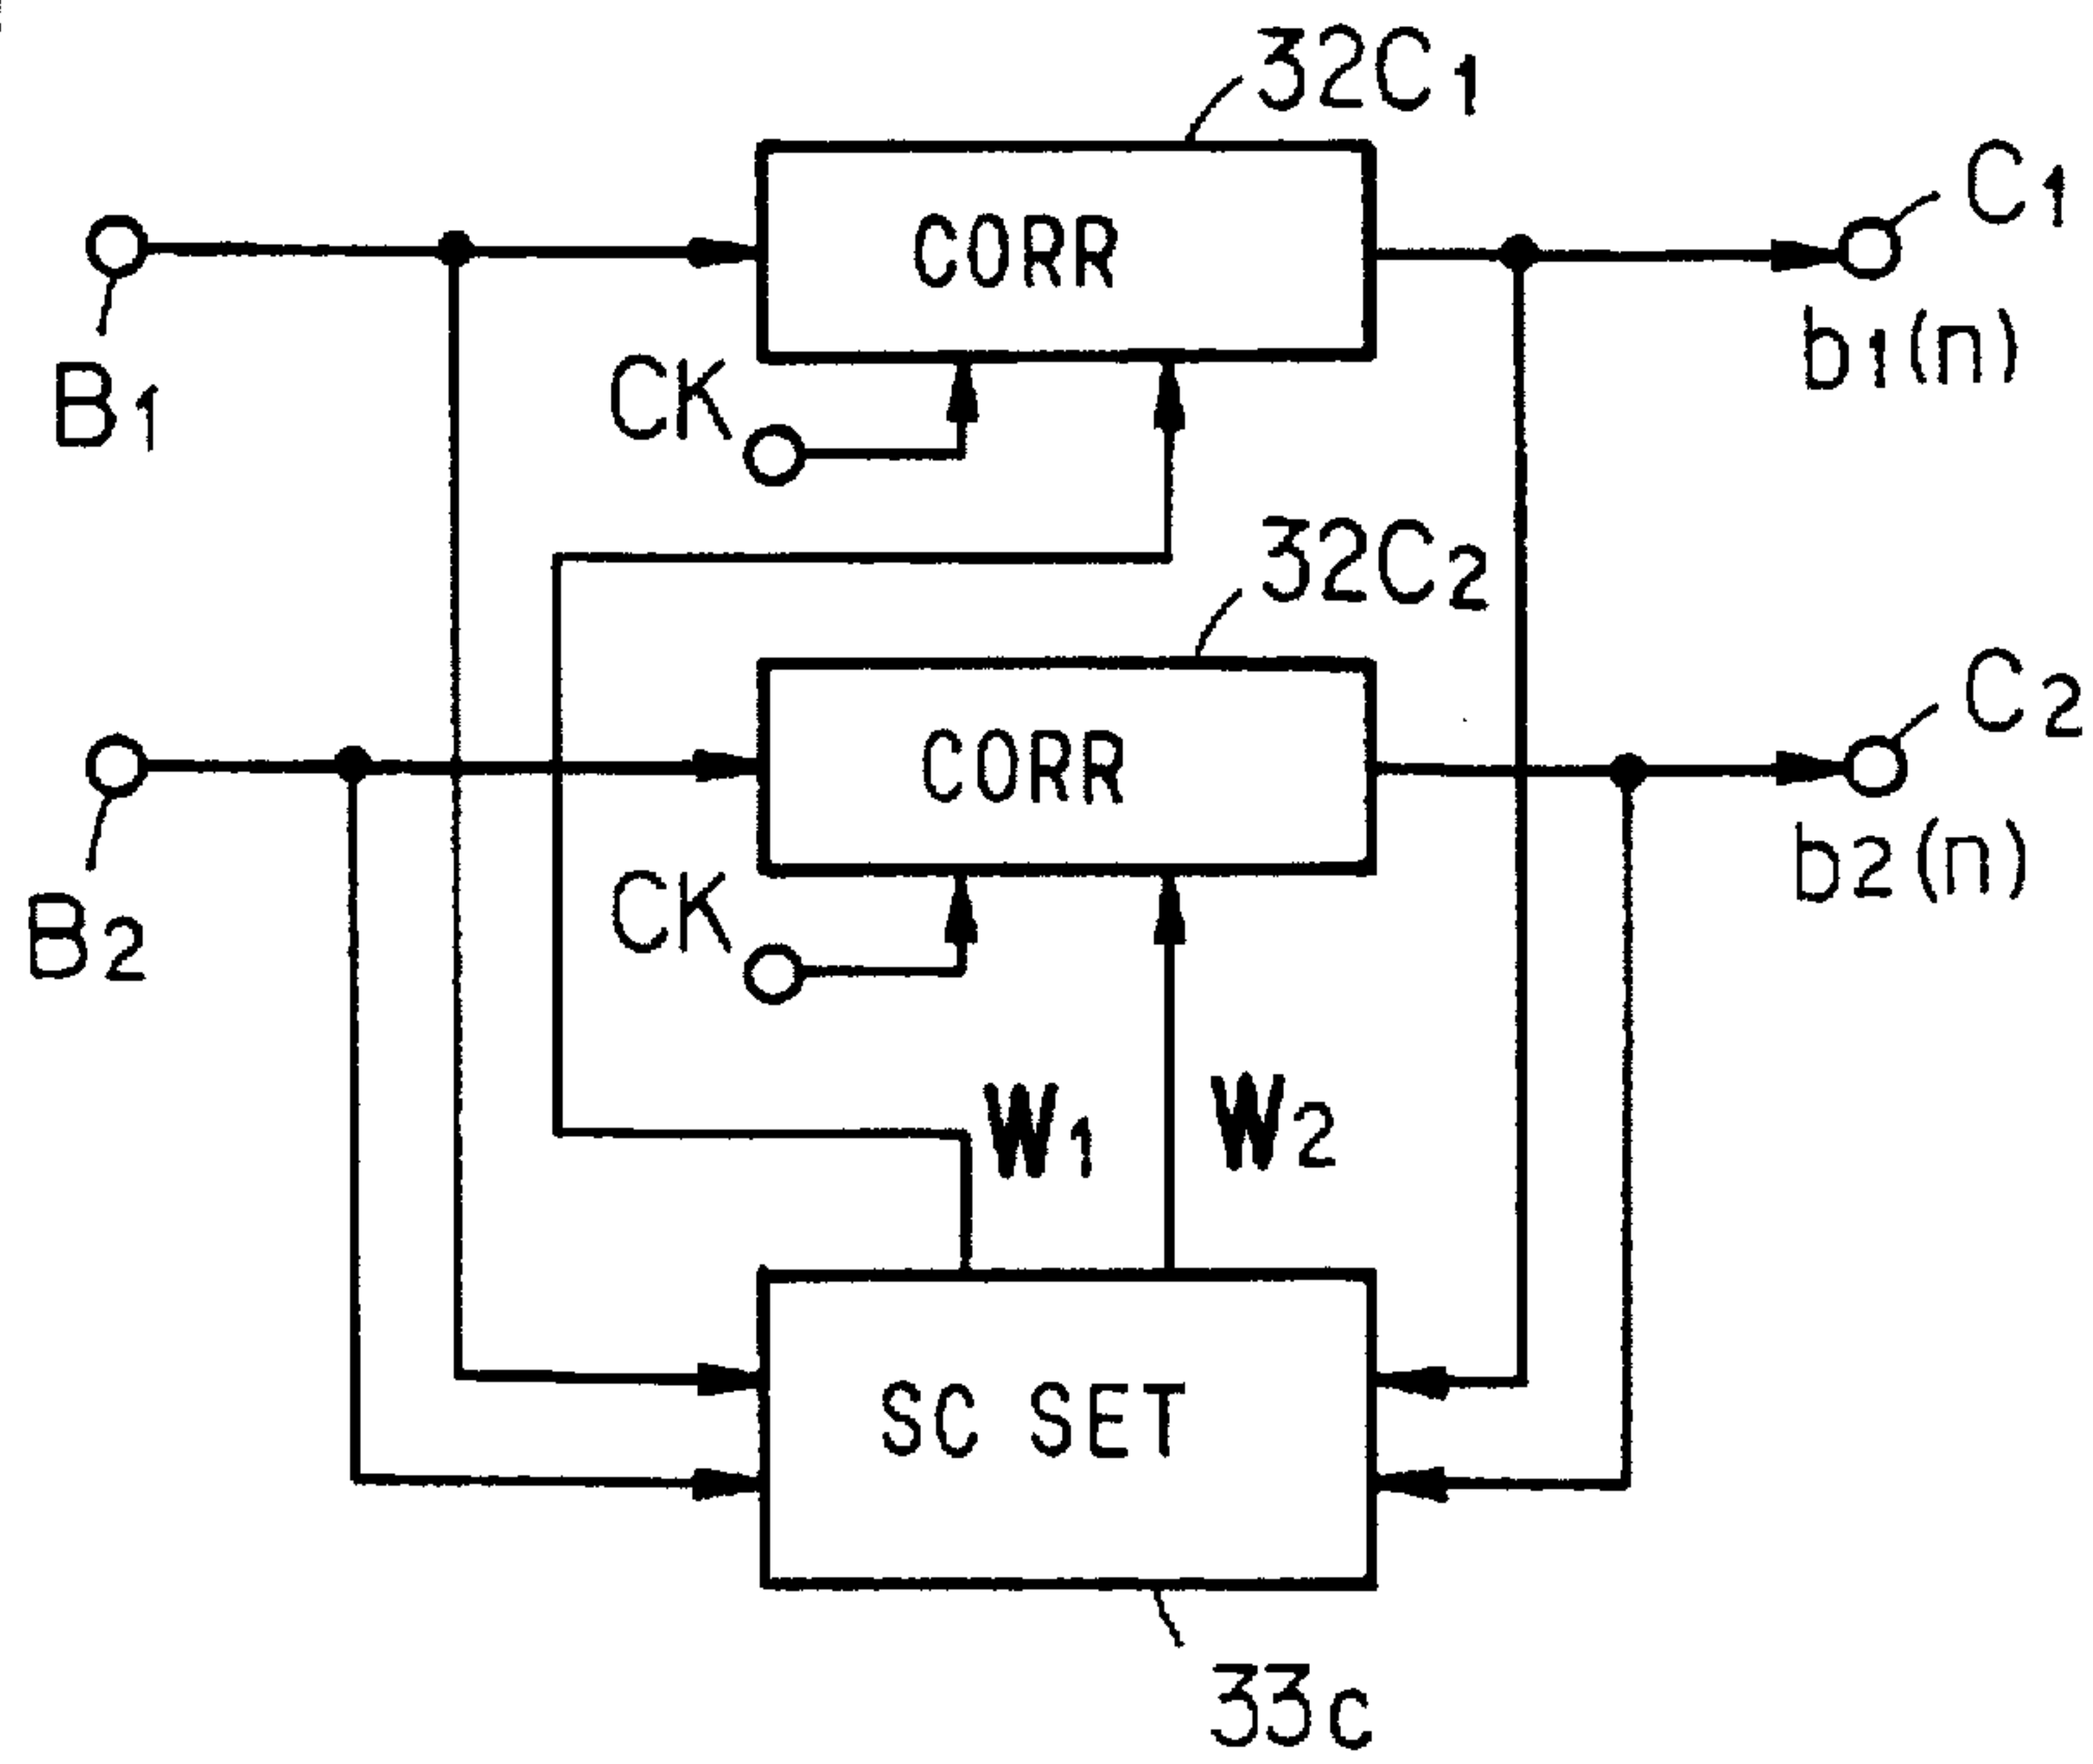 32C1
C1
CORR
b1(n)
B1
CK
32C2
C2
CORR
b2(n)
B2
CK
W1
W2
SC SET
33c